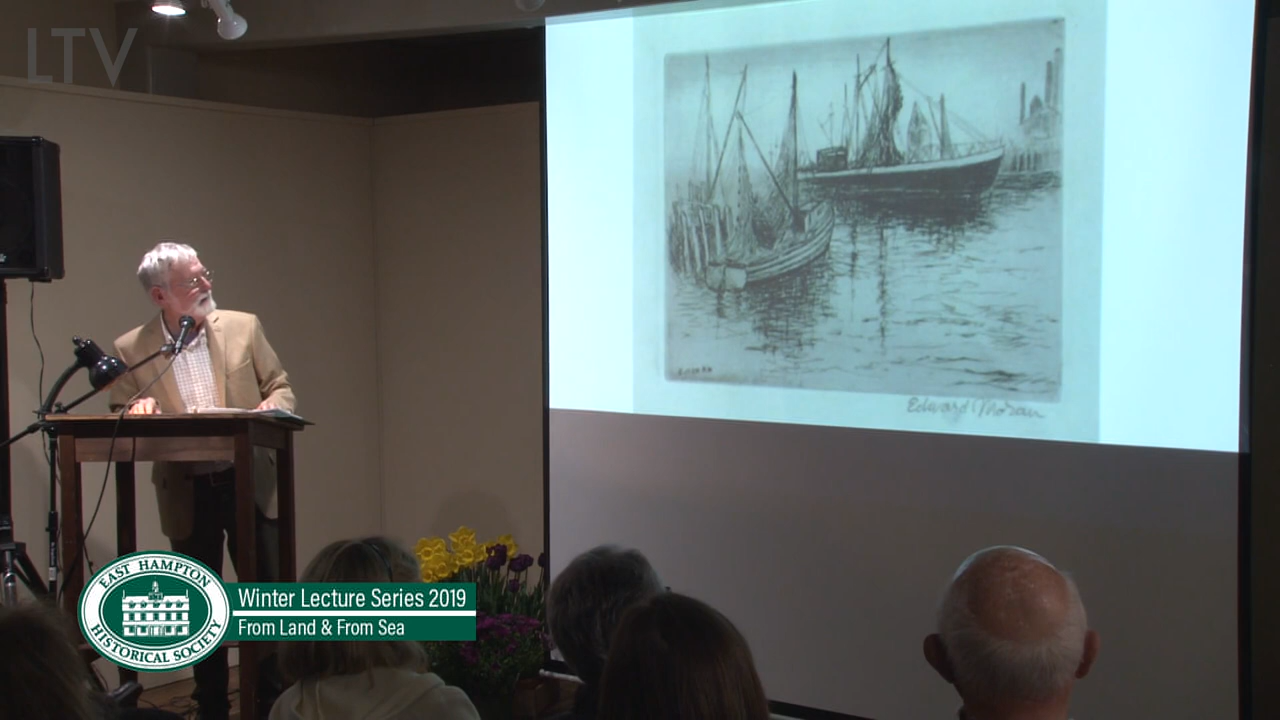 LTV
Edward Moran
EAST HAMPTON
HISTORICAL SOCIETY
Winter Lecture Series 2019
From Land & From Sea